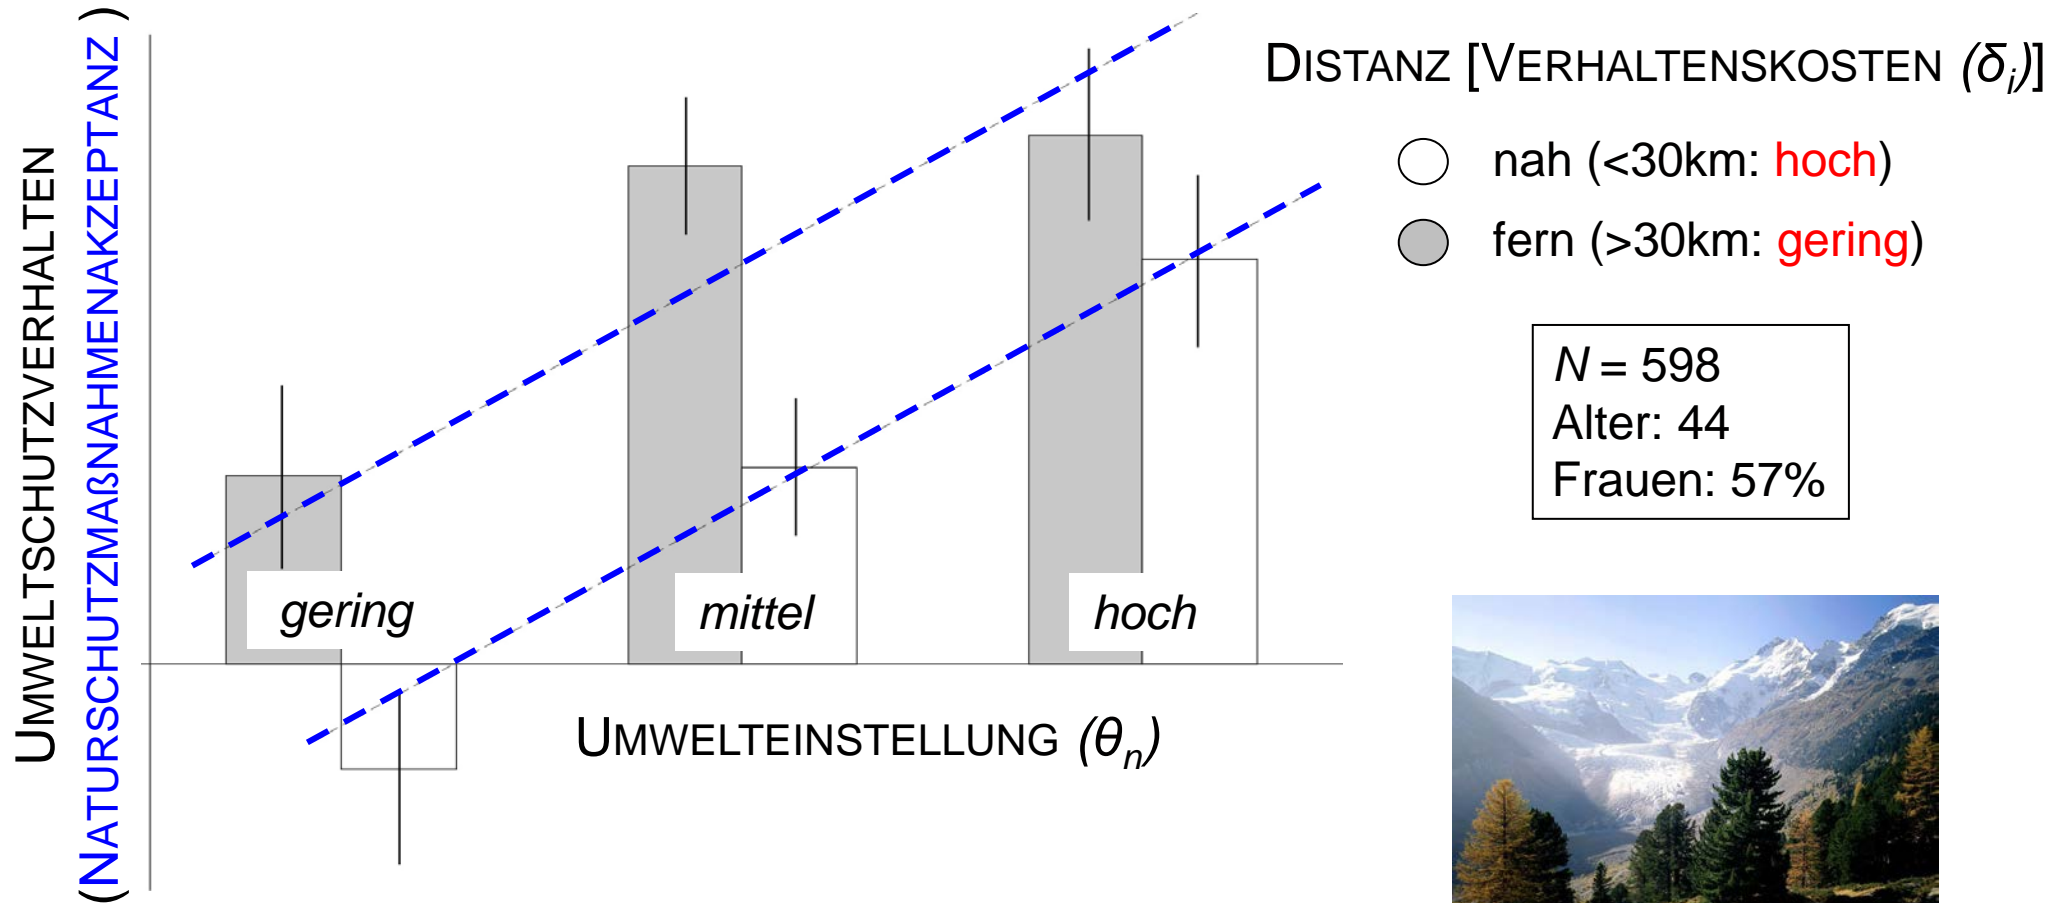 UMWELTSCHUTZVERHALTEN
(NATURSCHUTZMAßNAHMENAKZEPTANZ)
gering
mittel
hoch
UMWELTEINSTELLUNG (θn)
DISTANZ [VERHALTENSKOSTEN (δi)]
nah (<30km: hoch)
fern (>30km: gering)
N = 598
Alter: 44
Frauen: 57%